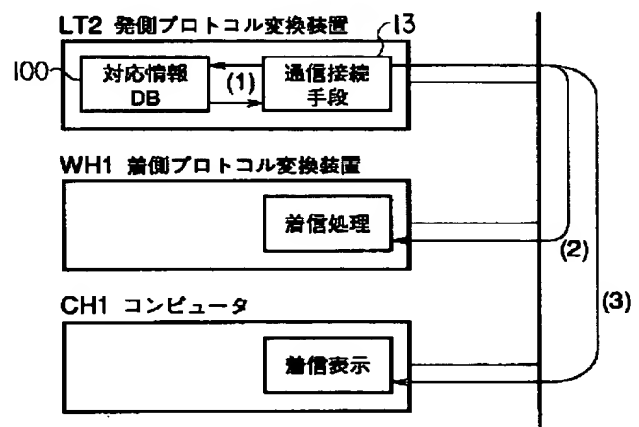 LT2 発側プロトコル変換装置
13
100
対応情報
DB
(1)
通信接続
手段
WH1 着側プロトコル変換装置
着信処理
(2)
CH1 コンピュータ
(3)
着信表示